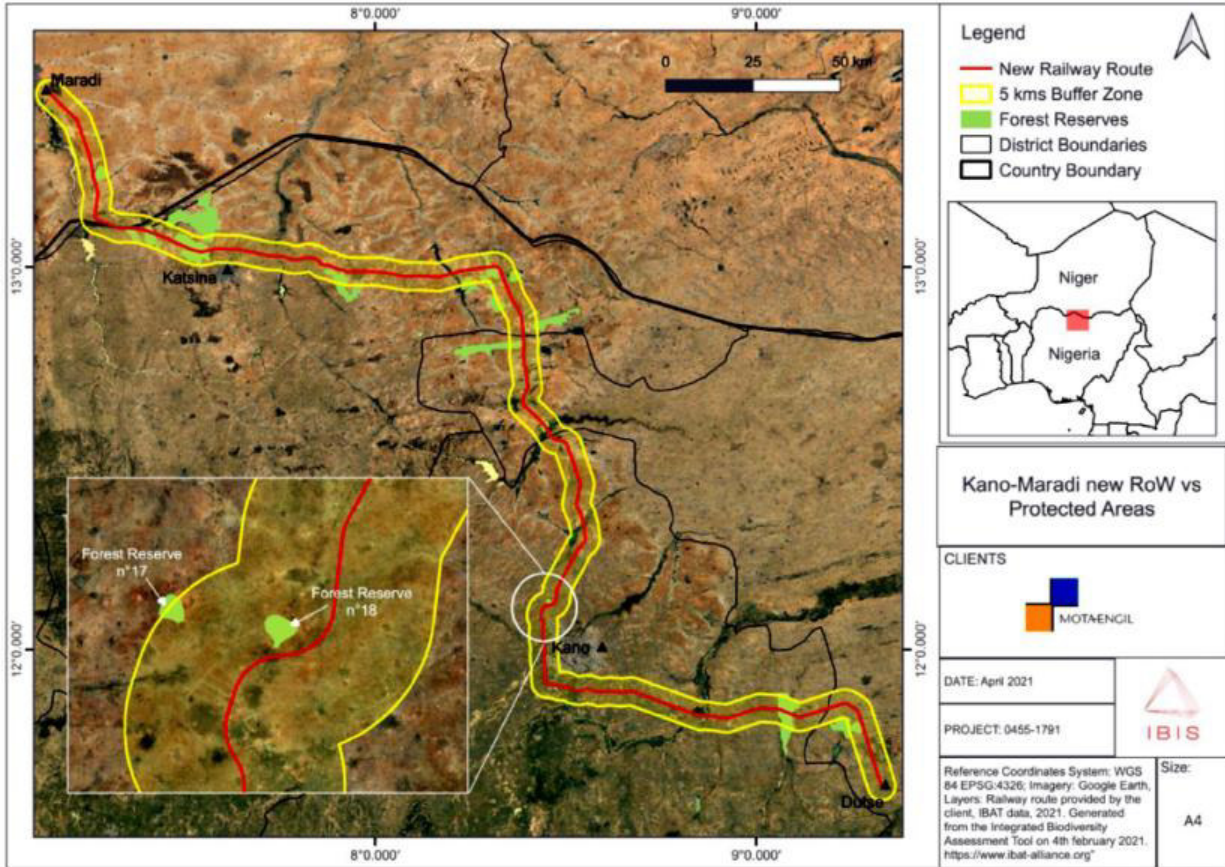 8°0.000'
9°0.000'
Maradi
0 25 50 km
13°0.000'
13°0.000'
Katsina
Forest Reserve
n°17
Forest Reserve
n°18
12°0.000'
Kano
12°0.000'
Dutse
8°0.000'
9°0.000'
Legend
New Railway Route
5 kms Buffer Zone
Forest Reserves
District Boundaries
Country Boundary
Niger
Nigeria
Kano-Maradi new RoW vs
Protected Areas
CLIENTS
MOTA-ENGIL
DATE: April 2021
PROJECT: 0455-1791
IBIS
Reference Coordinates System: WGS
84 EPSG:4326; Imagery: Google Earth,
Layers: Railway route provided by the
client, IBAT data, 2021. Generated
from the Integrated Biodiversity
Assessment Tool on 4th february 2021.
https://www.ibat-alliance.org"
Size:
A4